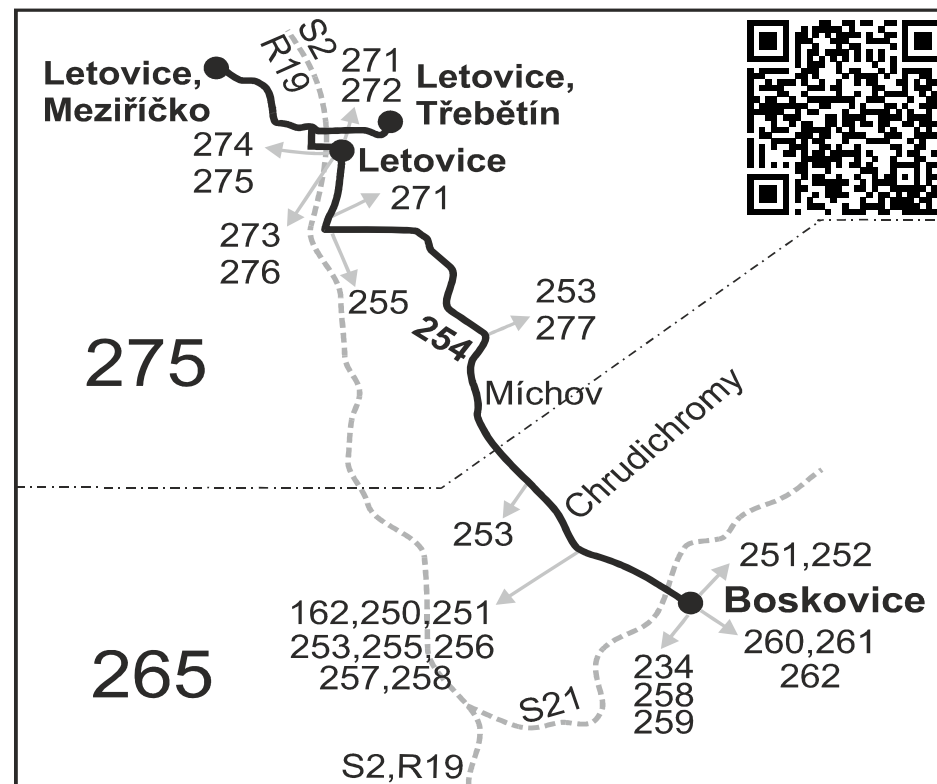 S2
R19
271
272
Letovice,
Meziříčko
Letovice,
Třebětín
274
275
Letovice
271
273
276
255
253
277
254
275
Míchov
Chrudichromy
253
251,252
Boskovice
162,250,251
253,255,256
257,258
260,261
262
234
258
259
265
S21
S2,R19